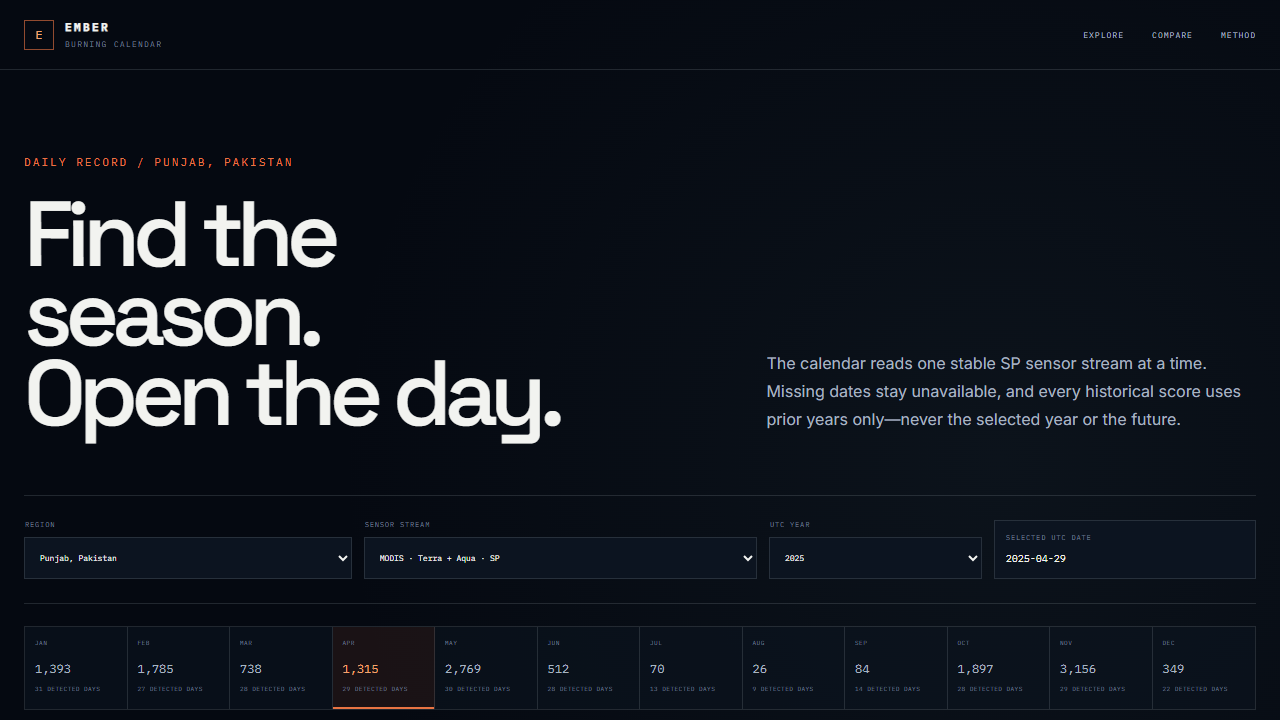 E
EMBER
BURNING CALENDAR
EXPLORE
COMPARE
METHOD
DAILY RECORD / PUNJAB, PAKISTAN
Find the
season.
Open the day.
The calendar reads one stable SP sensor stream at a time.
Missing dates stay unavailable, and every historical score uses
prior years only—never the selected year or the future.
REGION
Punjab, Pakistan
SENSOR STREAM
MODIS · Terra + Aqua · SP
UTC YEAR
2025
SELECTED UTC DATE
2025-04-29
JAN
1,393
31 DETECTED DAYS
FEB
1,785
27 DETECTED DAYS
MAR
738
28 DETECTED DAYS
APR
1,315
29 DETECTED DAYS
MAY
2,769
30 DETECTED DAYS
JUN
512
28 DETECTED DAYS
JUL
70
13 DETECTED DAYS
AUG
26
9 DETECTED DAYS
SEP
84
14 DETECTED DAYS
OCT
1,897
28 DETECTED DAYS
NOV
3,156
29 DETECTED DAYS
DEC
349
22 DETECTED DAYS